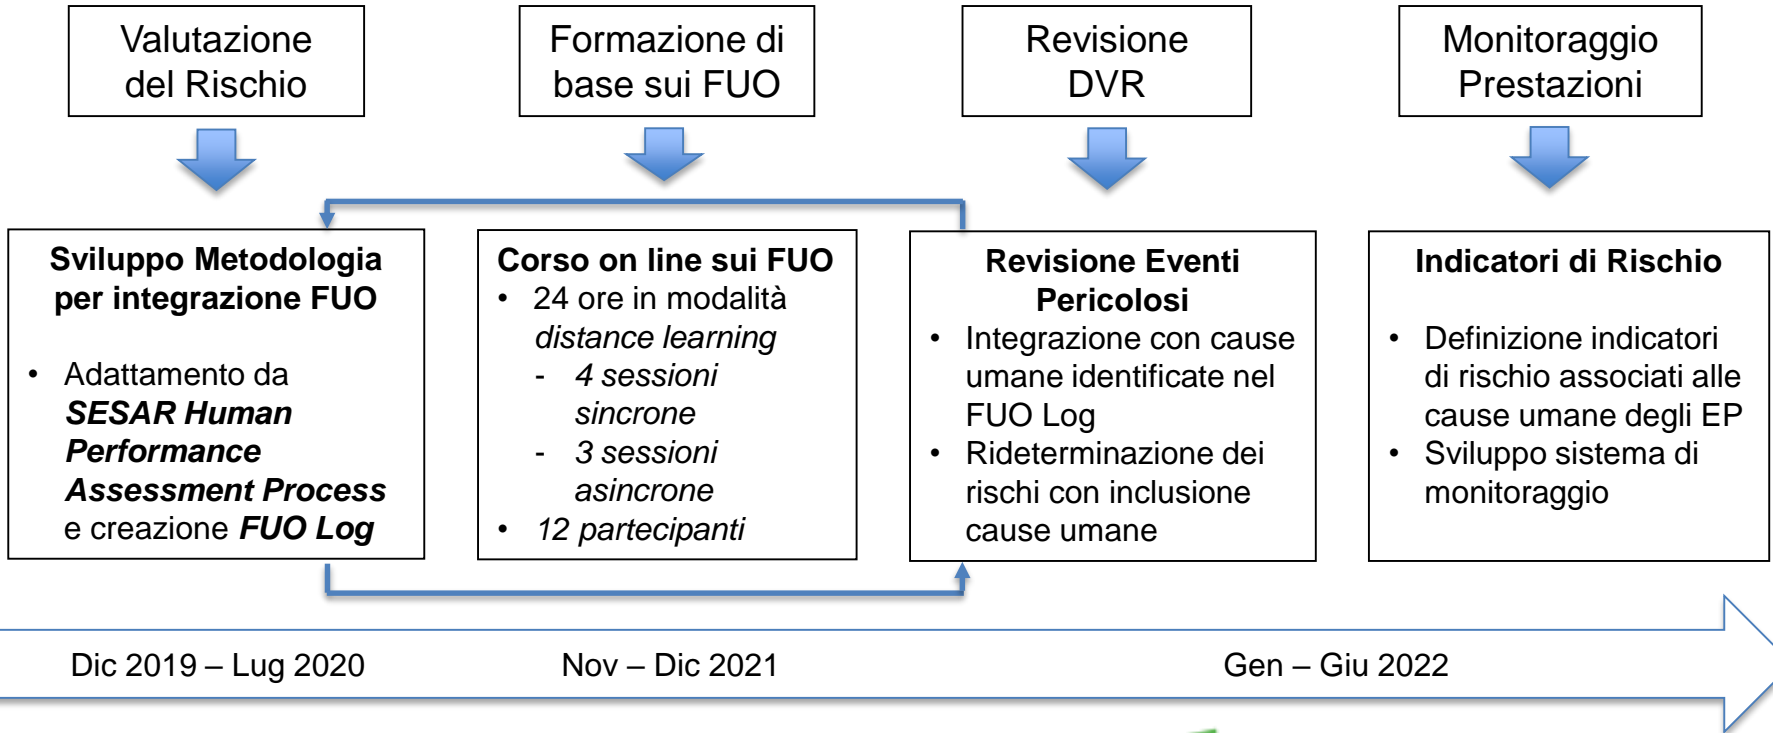 Valutazione
del Rischio
Formazione di
base sui FUO
Revisione
DVR
Monitoraggio
Prestazioni
Sviluppo Metodologia
per integrazione FUO
• Adattamento da
SESAR Human
Performance
Assessment Process
e creazione FUO Log
Corso on line sui FUO
• 24 ore in modalità
distance learning
- 4 sessioni
sincrone
- 3 sessioni
asincrone
• 12 partecipanti
Revisione Eventi
Pericolosi
• Integrazione con cause
umane identificate nel
FUO Log
• Rideterminazione dei
rischi con inclusione
cause umane
Indicatori di Rischio
• Definizione indicatori
di rischio associati alle
cause umane degli EP
• Sviluppo sistema di
monitoraggio
Dic 2019 – Lug 2020
Nov – Dic 2021
Gen – Giu 2022